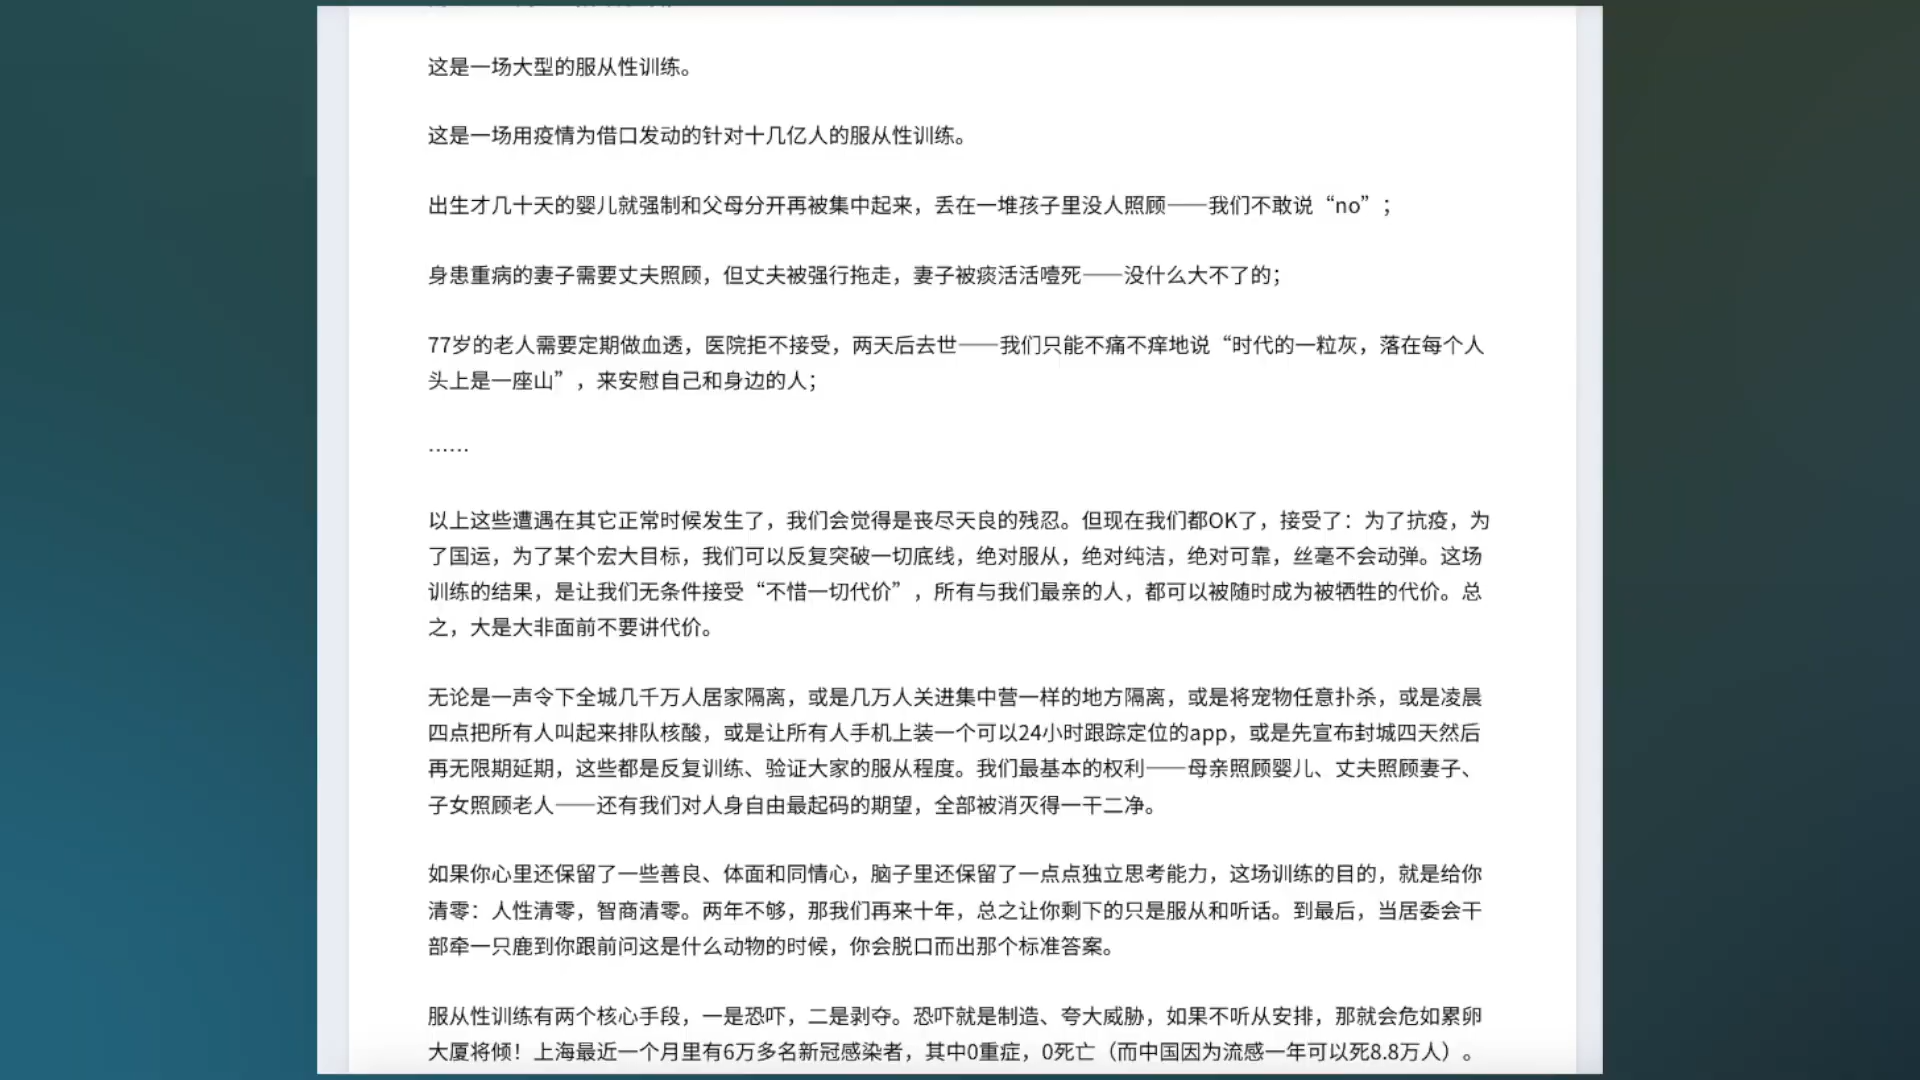 这是一场大型的服从性训练。
这是一场用疫情为借口发动的针对十几亿人的服从性训练。
出生才几十天的婴儿就强制和父母分开再被集中起来，丢在一堆孩子里没人照顾——我们不敢说“no”；
身患重病的妻子需要丈夫照顾，但丈夫被强行拖走，妻子被痰活活噎死——没什么大不了的；
77岁的老人需要定期做血透，医院拒不接受，两天后去世——我们只能不痛不痒地说“时代的一粒灰，落在每个人
头上是一座山”，来安慰自己和身边的人；
……
以上这些遭遇在其它正常时候发生了，我们会觉得是丧尽天良的残忍。但现在我们都OK了，接受了：为了抗疫，为
了国运，为了某个宏大目标，我们可以反复突破一切底线，绝对服从，绝对纯洁，绝对可靠，丝毫不会动弹。这场
训练的结果，是让我们无条件接受“不惜一切代价”，所有与我们最亲的人，都可以被随时成为被牺牲的代价。总
之，大是大非面前不要讲代价。
无论是一声令下全城几千万人居家隔离，或是几万人关进集中营一样的地方隔离，或是将宠物任意扑杀，或是凌晨
四点把所有人叫起来排队核酸，或是让所有人手机上装一个可以24小时跟踪定位的app，或是先宣布封城四天然后
再无限期延期，这些都是反复训练、验证大家的服从程度。我们最基本的权利——母亲照顾婴儿、丈夫照顾妻子、
子女照顾老人——还有我们对人身自由最起码的期望，全部被消灭得一干二净。
如果你心里还保留了一些善良、体面和同情心，脑子里还保留了一点点独立思考能力，这场训练的目的，就是给你
清零：人性清零，智商清零。两年不够，那我们再来十年，总之让你剩下的只是服从和听话。到最后，当居委会干
部牵一只鹿到你跟前问这是什么动物的时候，你会脱口而出那个标准答案。
服从性训练有两个核心手段，一是恐吓，二是剥夺。恐吓就是制造、夸大威胁，如果不听从安排，那就会危如累卵
大厦将倾！上海最近一个月里有6万多名新冠感染者，其中0重症，0死亡（而中国因为流感一年可以死8.8万人）。